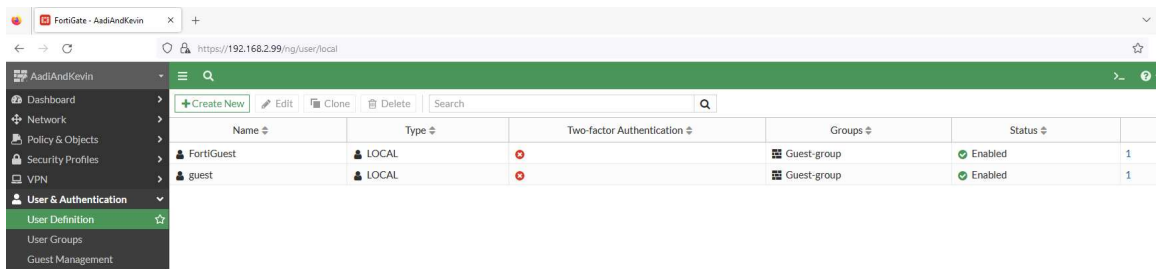 FortiGate - AadiAndKevin
https://192.168.2.99/ng/user/local
AadiAndKevin
Dashboard
Network
Policy & Objects
Security Profiles
VPN
User & Authentication
User Definition
User Groups
Guest Management
+Create New Edit Clone Delete Search
Name Type Two-factor Authentication Groups Status
FortiGuest LOCAL Guest-group Enabled 1
guest LOCAL Guest-group Enabled 1